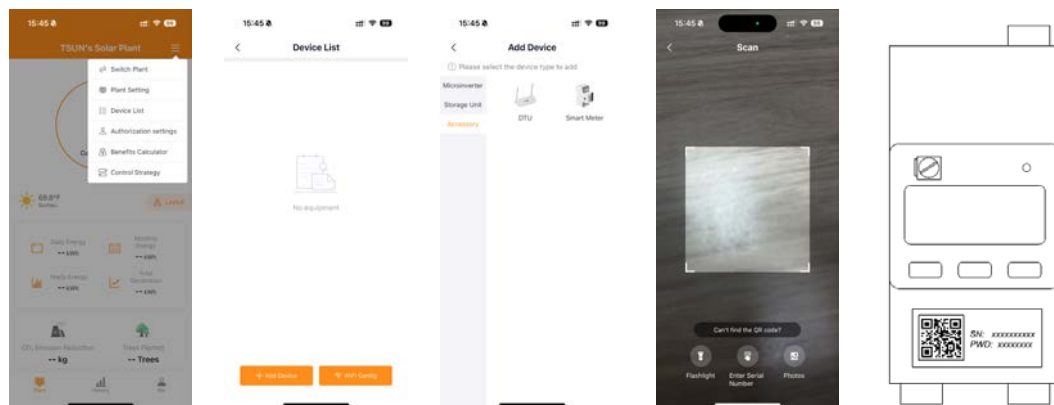 15:45
TSUN's Solar Plant
Switch Plant
Plant Setting
Device List
Authorization settings
Benefits Calculator
Control Strategy
Daily Energy
-- kWh
Monthly Energy
-- kWh
Yearly Energy
-- kWh
Total Generation
-- kWh
CO₂ Emission Reduction
-- kg
Trees Planted
-- Trees
Plant
History
Me
15:45
Device List
No equipment
+ Add Device
WiFi Config
15:45
Add Device
Please select the device type to add
Microinverter
Storage Unit
Accessory
DTU
Smart Meter
15:45
Scan
Can't find the QR code?
Flashlight
Enter Serial
Number
Photos
SN: xxxxxxxxxx
PWD: xxxxxxxx